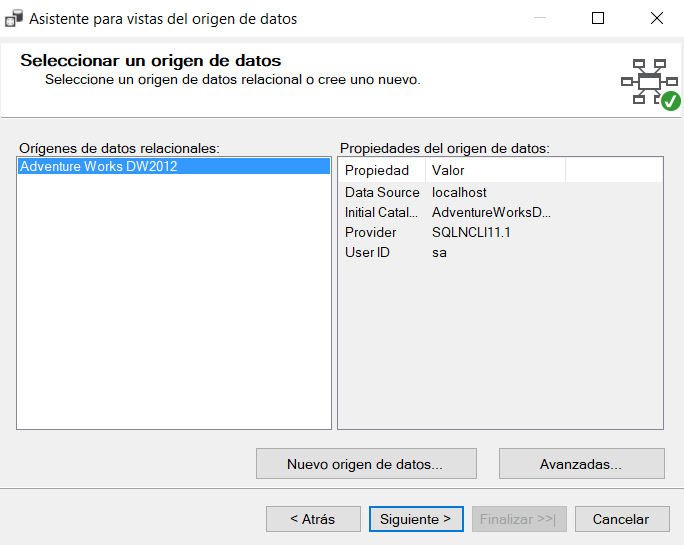 Asistente para vistas del origen de datos
Seleccionar un origen de datos
Seleccione un origen de datos relacional o cree uno nuevo.
Orígenes de datos relacionales:
Adventure Works DW2012
Propiedades del origen de datos:
Propiedad Valor
Data Source localhost
Initial Catal... AdventureWorksD...
Provider SQLNCLI11.1
User ID sa
Nuevo origen de datos... Avanzadas...
< Atrás Siguiente > Finalizar >>| Cancelar